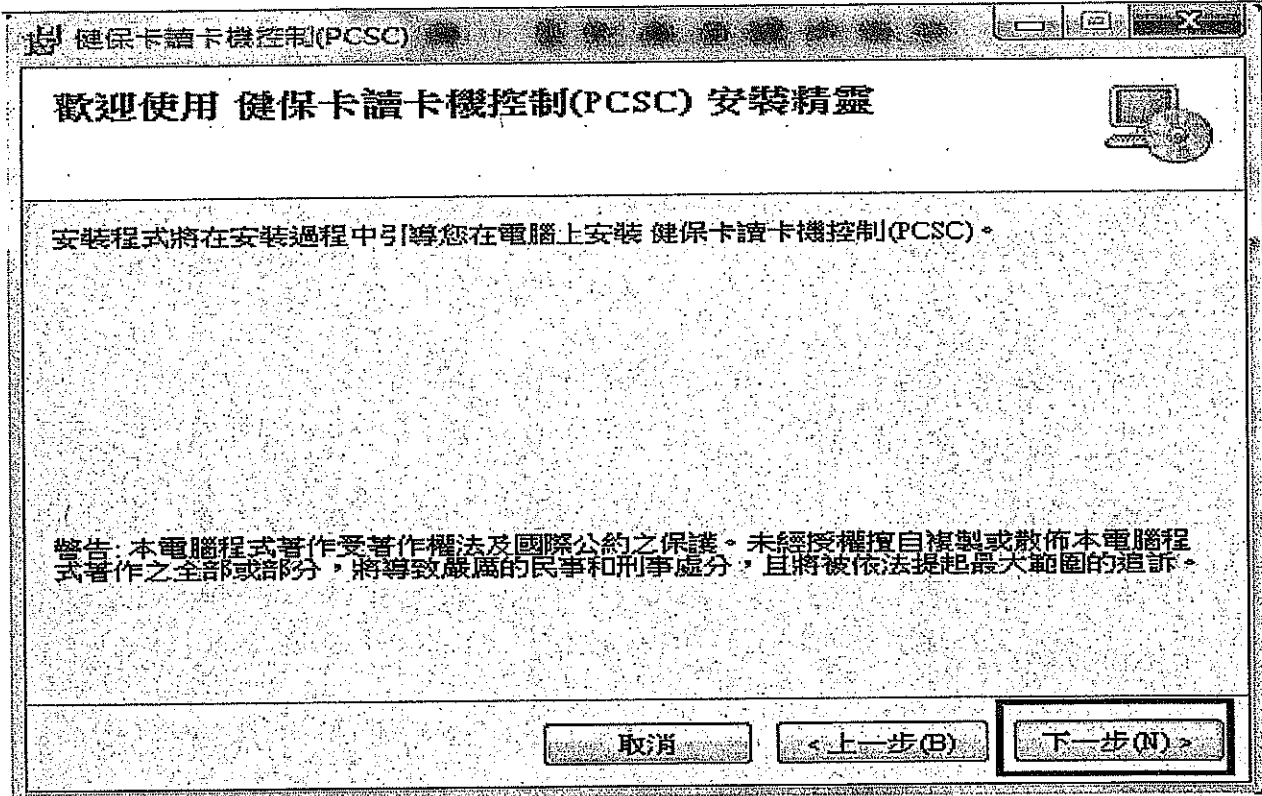 健保卡讀卡機控制(PCSC)
歡迎使用 健保卡讀卡機控制(PCSC) 安裝精靈
安裝程式將在安裝過程中引導您在電腦上安裝 健保卡讀卡機控制(PCSC)。
警告: 本電腦程式著作受著作權法及國際公約之保護。未經授權擅自複製或散佈本電腦程
式著作之全部或部分，將導致嚴厲的民事和刑事處分，且將被依法提起最大範圍的追訴。
取消
< 上一步(B)
下一步(N) >